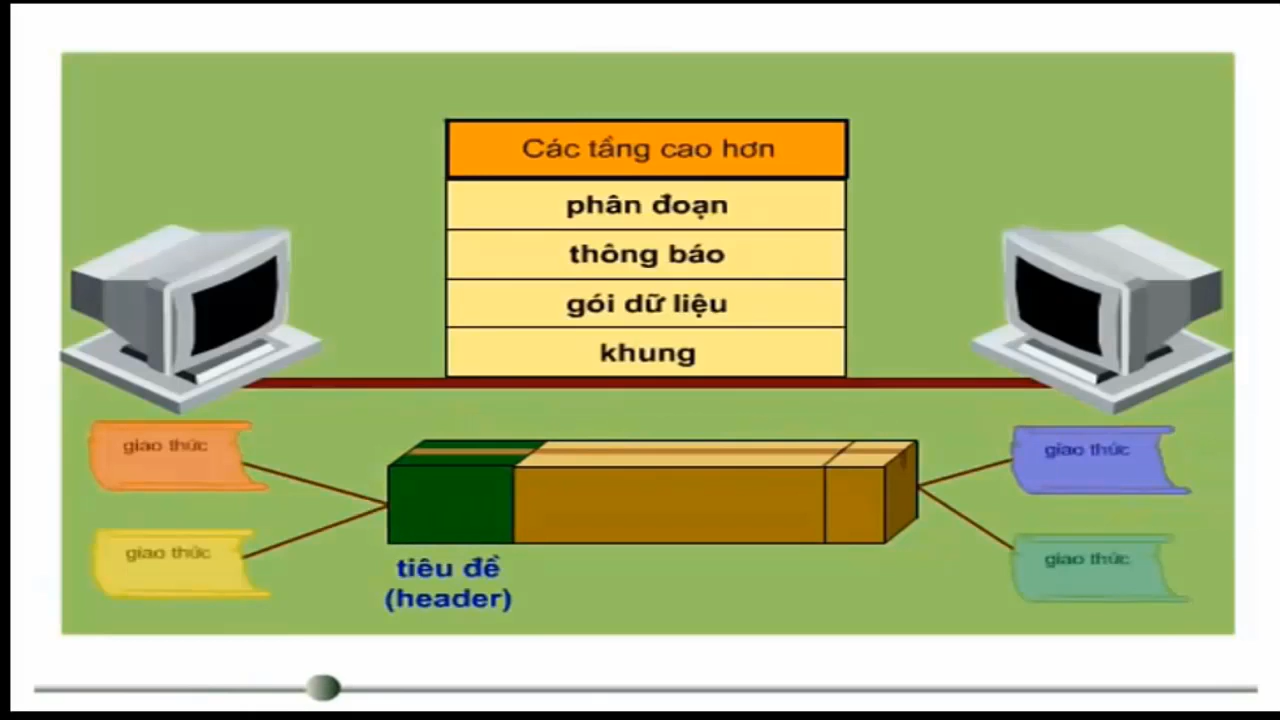 Các tầng cao hơn
phân đoạn
thông báo
gói dữ liệu
khung
giao thức
giao thức
giao thức
giao thức
tiêu đề
(header)